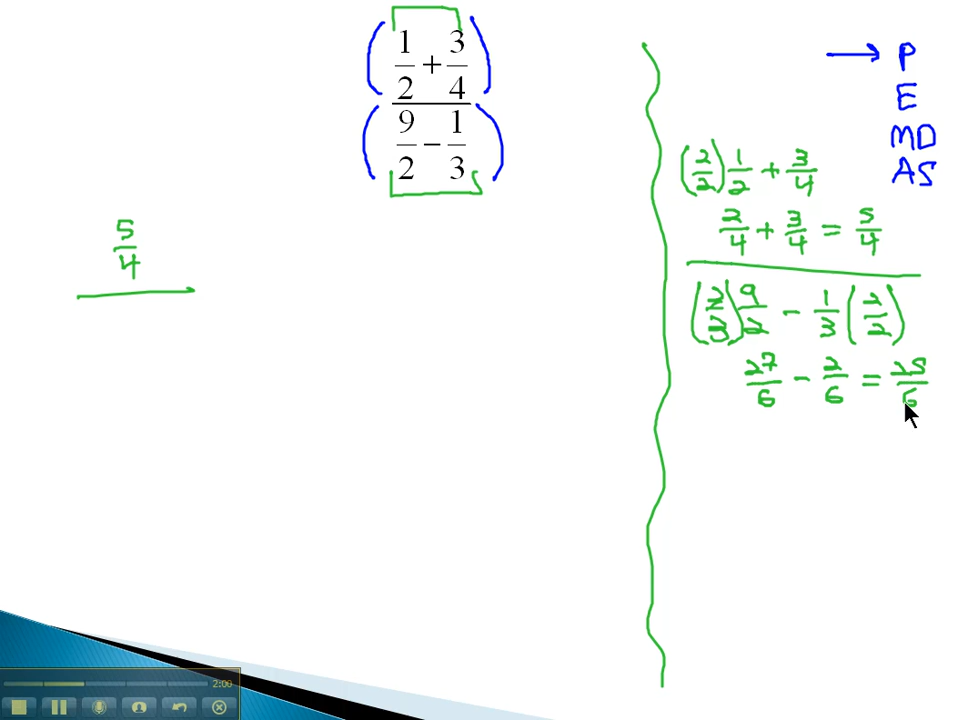 (1/2 + 3/4)
(9/2 − 1/3)
→ P
E
MD
AS
(2/2) 1/2 + 3/4
2/4 + 3/4 = 5/4
(3/3) 9/2 − 1/3 (2/2)
27/6 − 2/6 = 25/6
5/4
2:00